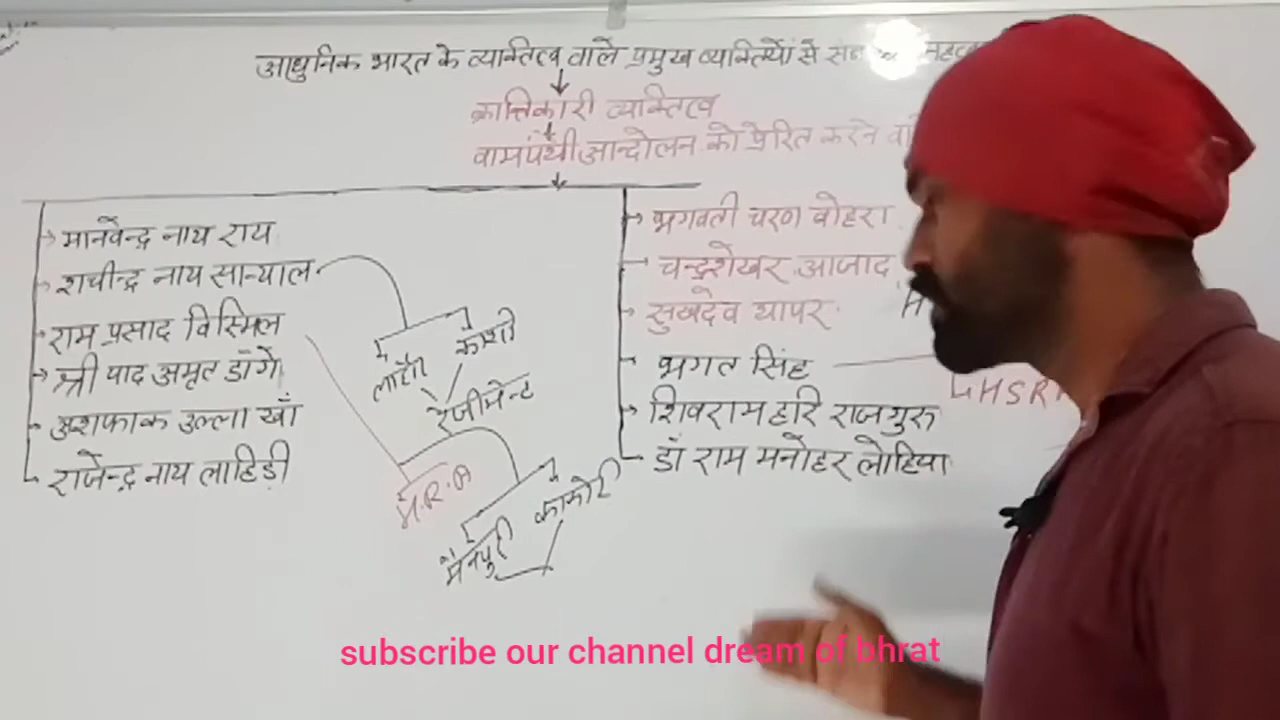 आधुनिक भारत के व्यक्तित्व वाले प्रमुख व्यक्तियों से
क्रान्तिकारी व्यक्तित्व
वामपंथी आन्दोलन को प्रेरित करने
मानवेन्द्र नाथ राय
शचीन्द्र नाथ सान्याल
राम प्रसाद विस्मिल
श्री पाद अमृत डाँगे
अशफाक उल्ला खाँ
राजेन्द्र नाथ लाहिड़ी
लाहौर काशी
रेजीमेन्ट
H.R.A
मैनपुरी काकोरी
भगवती चरण वोहरा
चन्द्रशेखर आजाद
सुखदेव थापर
भगत सिंह
HSR
शिवराम हरि राजगुरु
डॉ राम मनोहर लोहिया
subscribe our channel dream of bhrat